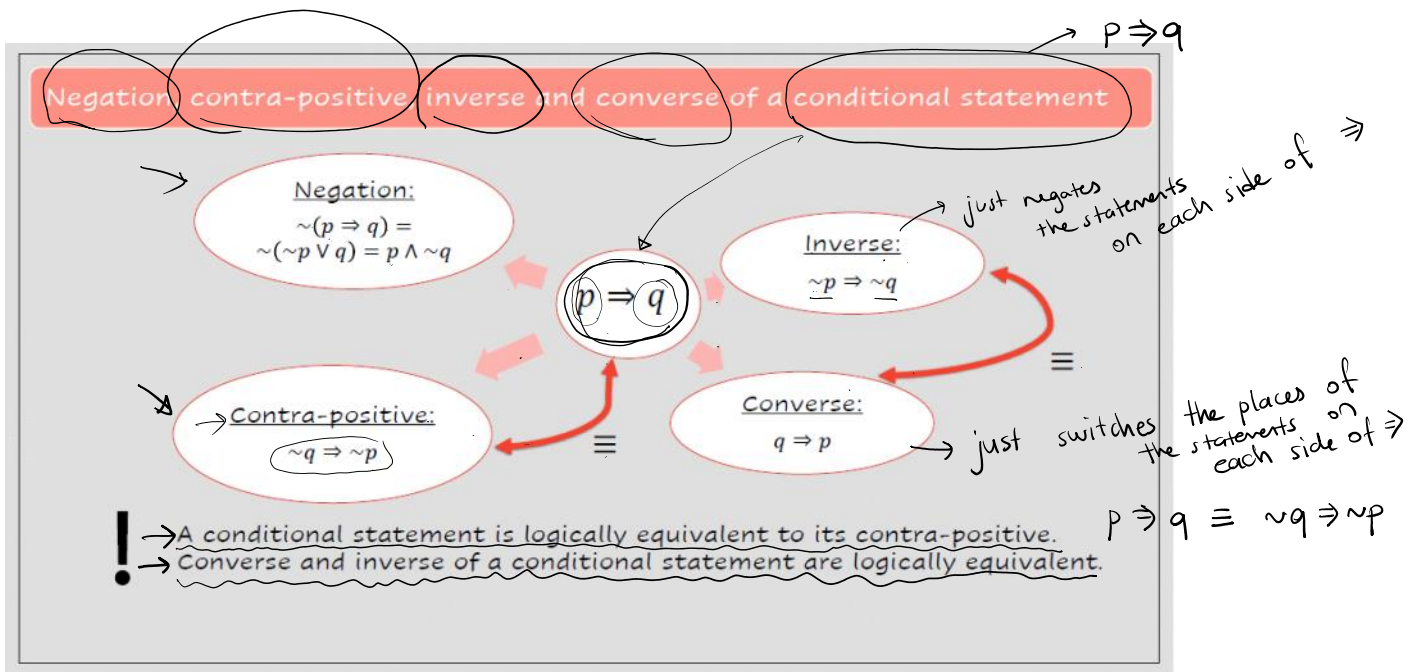 p ⇒ q
Negation, contra-positive, inverse and converse of a conditional statement
Negation:
~(p ⇒ q) =
~(~p ∨ q) = p ∧ ~q
just negates
the statements
on each side of ⇒
Inverse:
~p ⇒ ~q
p ⇒ q
≡
Contra-positive:
~q ⇒ ~p
≡
Converse:
q ⇒ p
just switches the places of
the statements on
each side of ⇒
! A conditional statement is logically equivalent to its contra-positive.
Converse and inverse of a conditional statement are logically equivalent.
p ⇒ q ≡ ~q ⇒ ~p